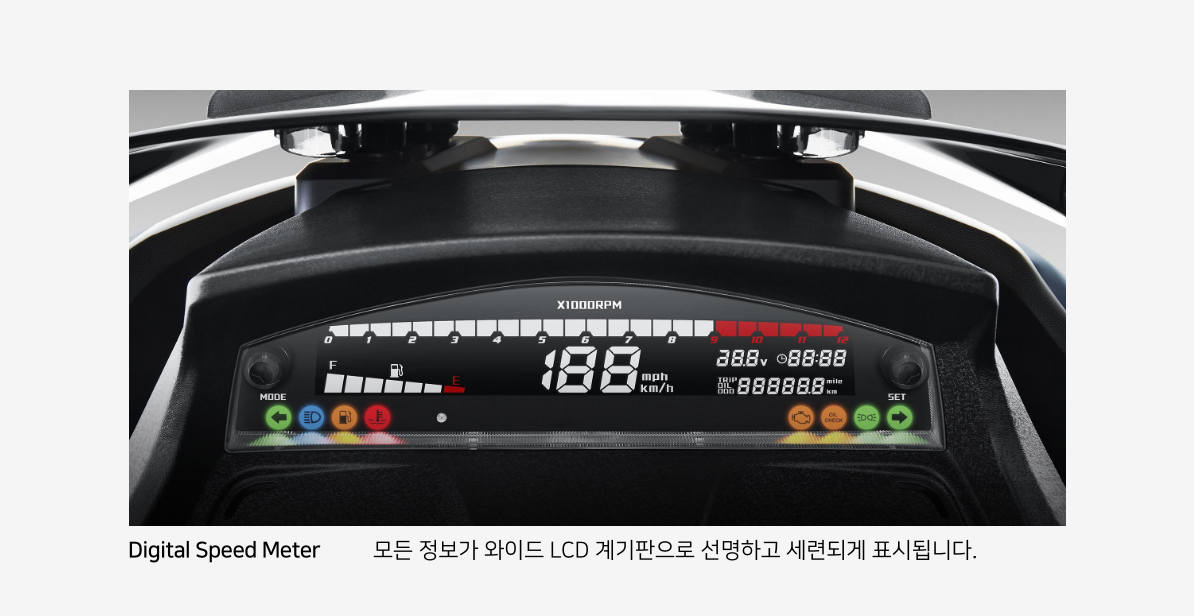 X1000RPM
0 1 2 3 4 5 6 7 8 9 10 11 12
F
E
188
mph
km/h
38.8 v
88:88
TRIP
OIL
ODO
88888.8
mile
km
MODE
SET
OIL
CHECK
Digital Speed Meter 모든 정보가 와이드 LCD 계기판으로 선명하고 세련되게 표시됩니다.